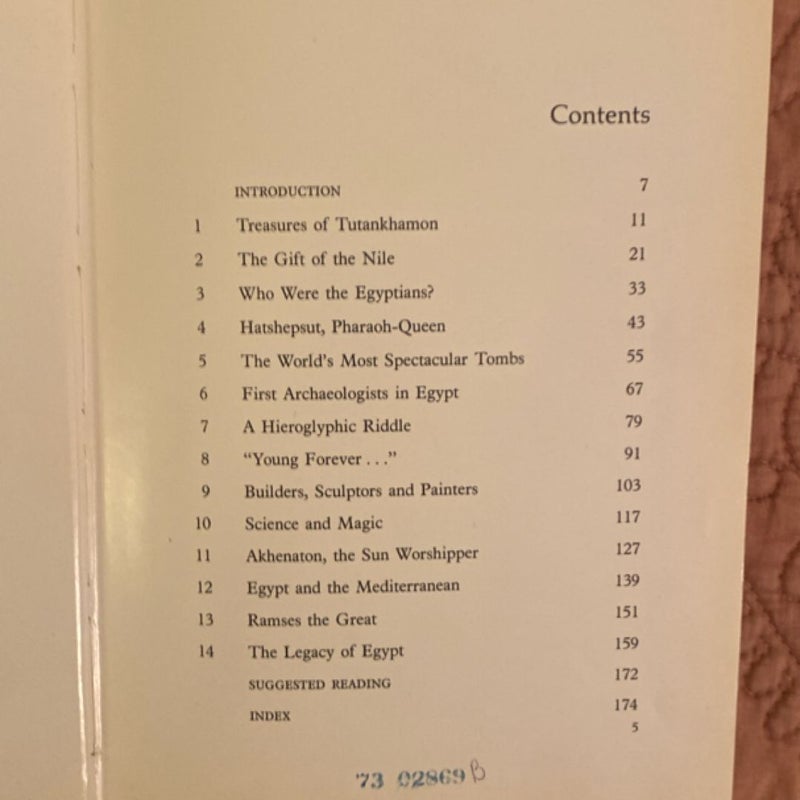 Contents
INTRODUCTION 7
1 Treasures of Tutankhamon 11
2 The Gift of the Nile 21
3 Who Were the Egyptians? 33
4 Hatshepsut, Pharaoh-Queen 43
5 The World's Most Spectacular Tombs 55
6 First Archaeologists in Egypt 67
7 A Hieroglyphic Riddle 79
8 “Young Forever . . .” 91
9 Builders, Sculptors and Painters 103
10 Science and Magic 117
11 Akhenaton, the Sun Worshipper 127
12 Egypt and the Mediterranean 139
13 Ramses the Great 151
14 The Legacy of Egypt 159
SUGGESTED READING 172
INDEX 174
5
'73 02869 B